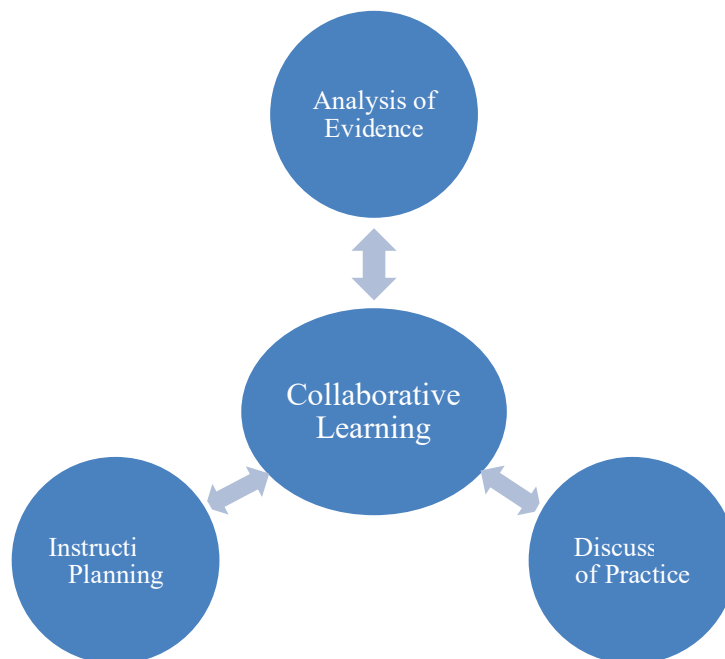 Analysis of
Evidence
Collaborative
Learning
Instructi
Planning
Discuss
of Practice